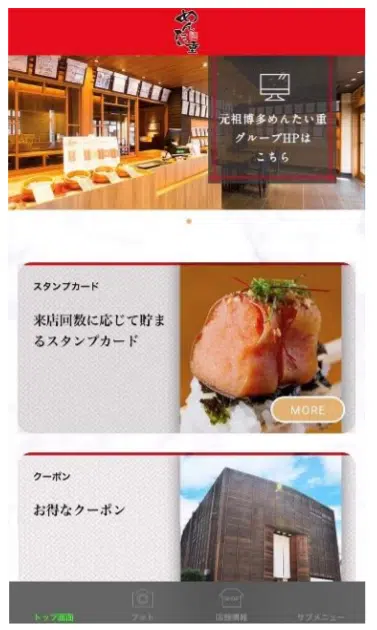 めんたい重
元祖博多めんたい重
グループHPは
こちら
スタンプカード
来店回数に応じて貯ま
るスタンプカード
MORE
クーポン
お得なクーポン
トップ画面
フォト
店舗情報
サブメニュー